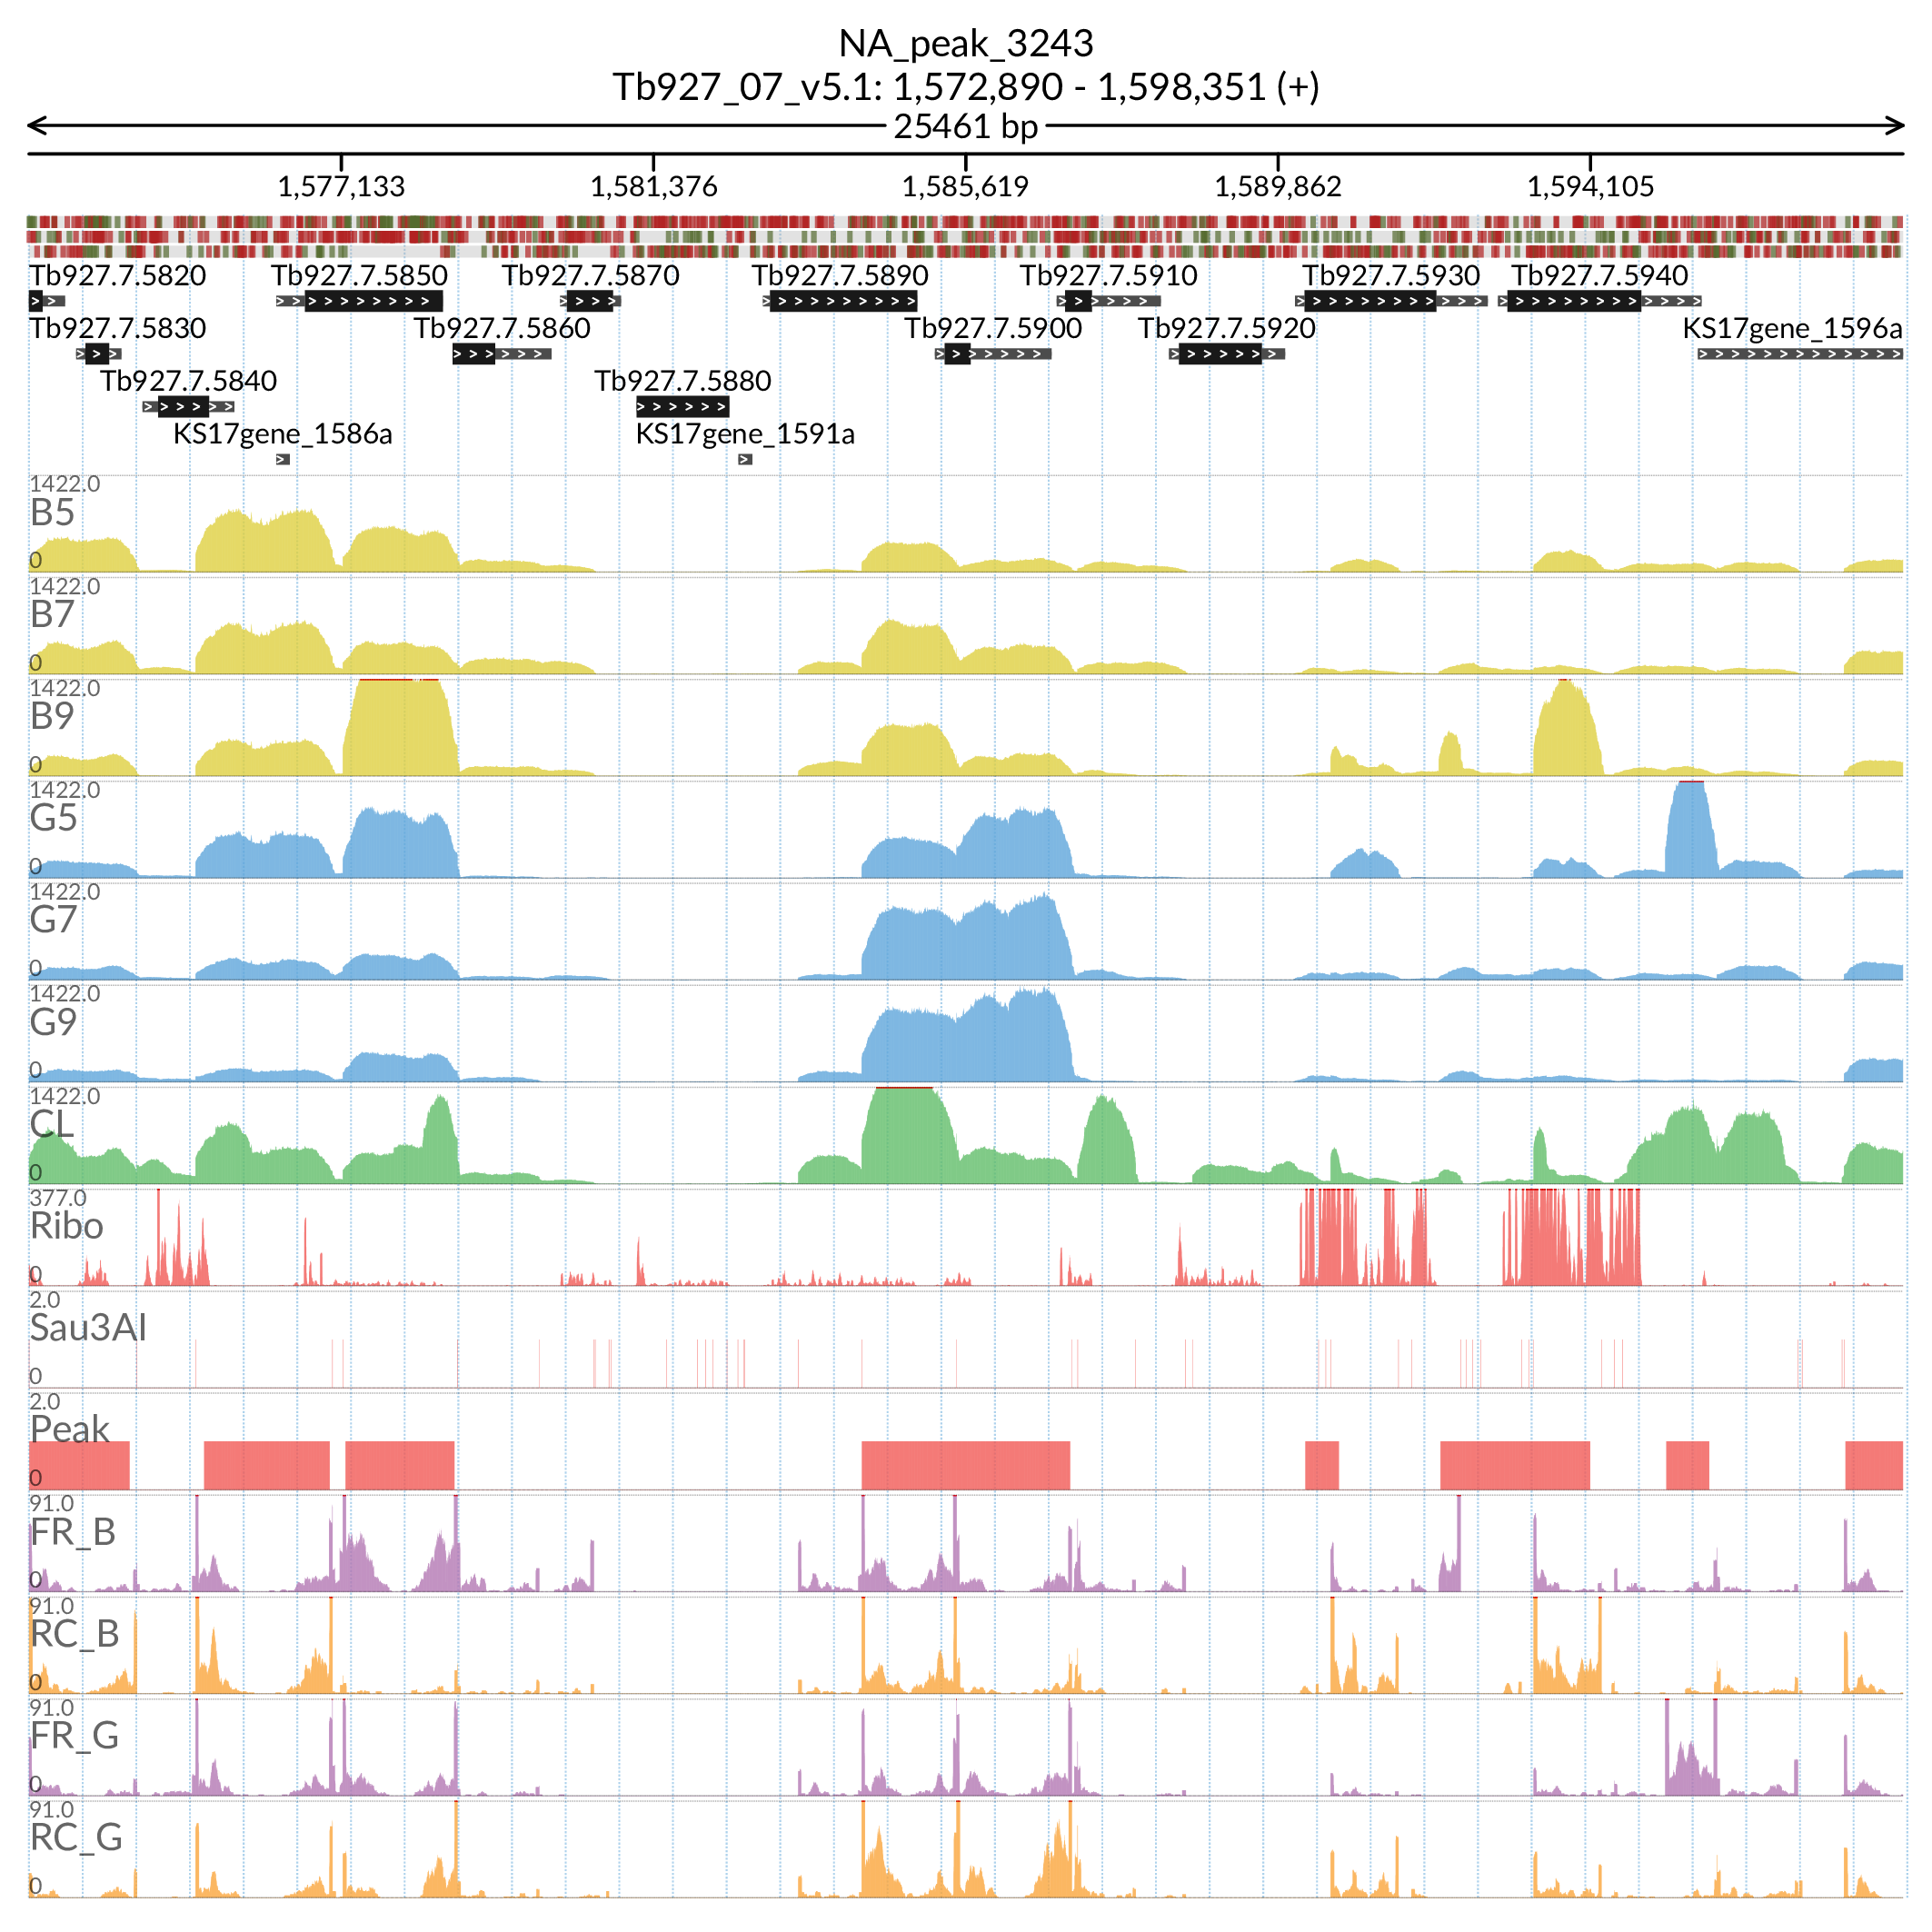 NA_peak_3243
Tb927_07_v5.1: 1,572,890 - 1,598,351 (+)
25461 bp
1,577,133 1,581,376 1,585,619 1,589,862 1,594,105
Tb927.7.5820 Tb927.7.5850 Tb927.7.5870 Tb927.7.5890 Tb927.7.5910 Tb927.7.5930 Tb927.7.5940
Tb927.7.5830 Tb927.7.5860 Tb927.7.5900 Tb927.7.5920 KS17gene_1596a
Tb927.7.5840 Tb927.7.5880
KS17gene_1586a KS17gene_1591a
1422.0
B5
0
1422.0
B7
0
1422.0
B9
0
1422.0
G5
0
1422.0
G7
0
1422.0
G9
0
1422.0
CL
0
377.0
Ribo
0
2.0
Sau3AI
0
2.0
Peak
0
91.0
FR_B
0
91.0
RC_B
0
91.0
FR_G
0
91.0
RC_G
0